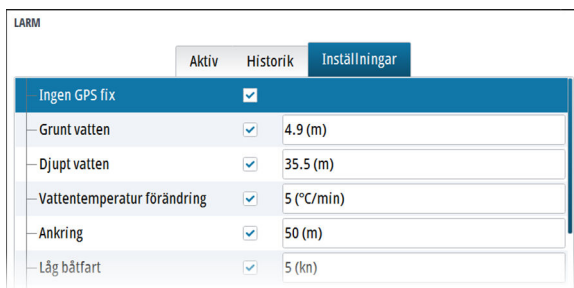 LARM
Aktiv Historik Inställningar
Ingen GPS fix
Grunt vatten 4.9 (m)
Djupt vatten 35.5 (m)
Vattentemperatur förändring 5 (°C/min)
Ankring 50 (m)
Låg båtfart 5 (kn)